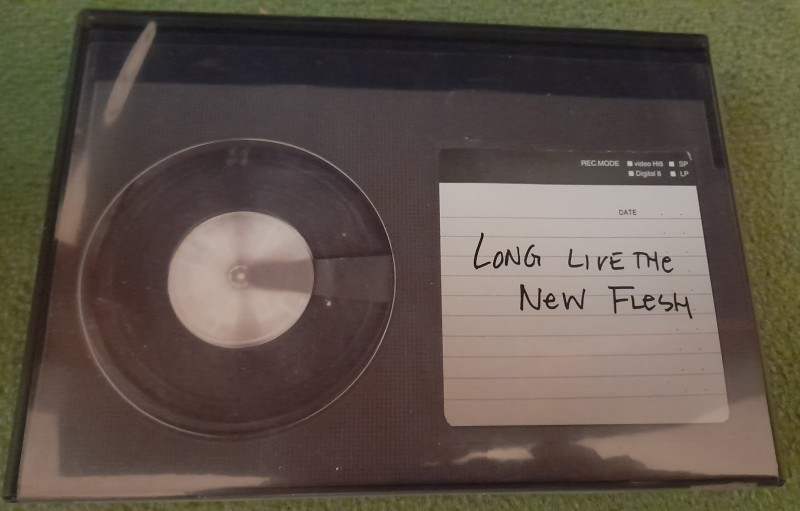 REC.MODE ■ video Hi8 ■ SP
■ Digital 8 ■ LP
DATE
LONG LIVE THE
NEW FLESH